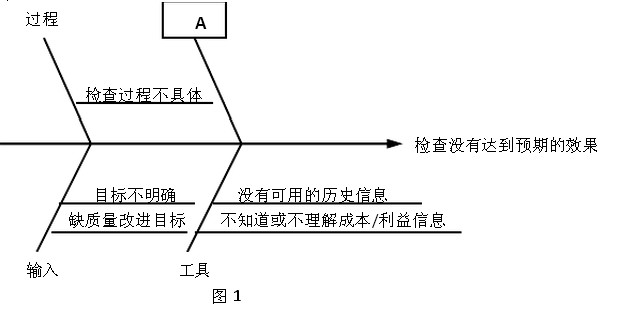 过程
A
检查过程不具体
检查没有达到预期的效果
目标不明确
没有可用的历史信息
缺质量改进目标
不知道或不理解成本/利益信息
输入
工具
图 1